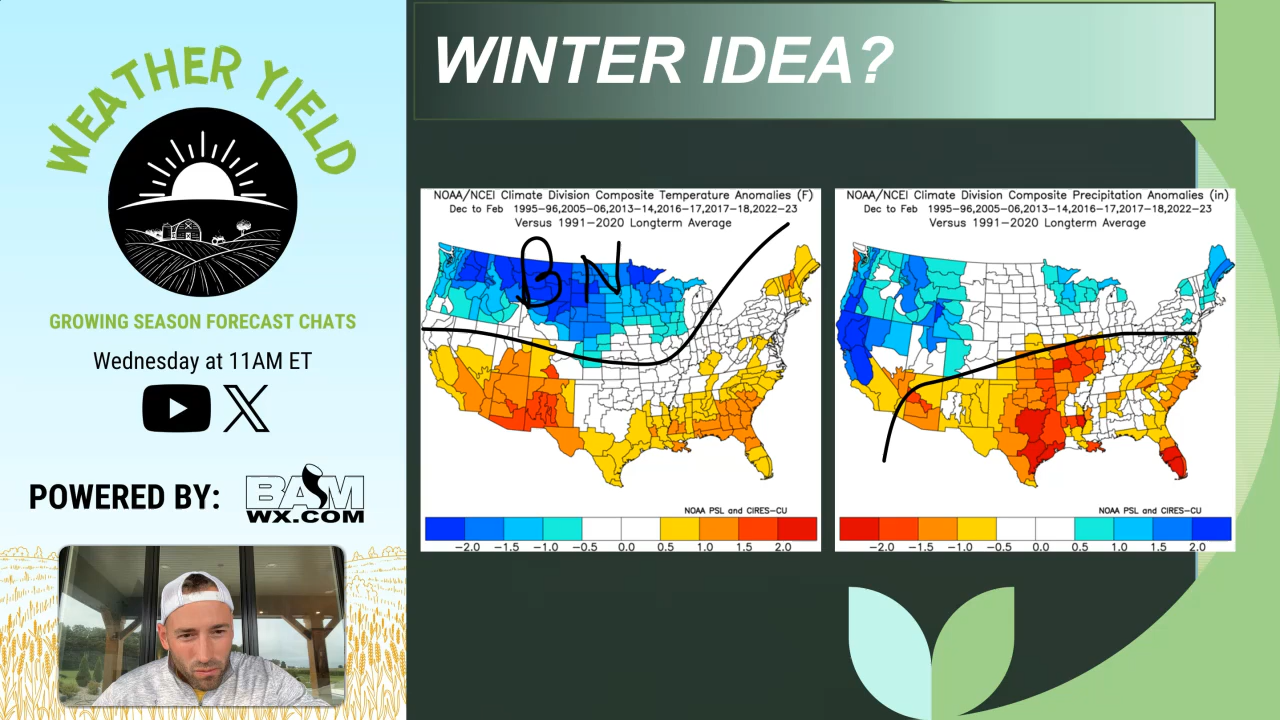 WEATHER YIELD
GROWING SEASON FORECAST CHATS
Wednesday at 11AM ET
POWERED BY:
BAM
WX.COM
WINTER IDEA?
NOAA/NCEI Climate Division Composite Temperature Anomalies (F)
Dec to Feb 1995-96,2005-06,2013-14,2016-17,2017-18,2022-23
Versus 1991-2020 Longterm Average
BN
NOAA PSL and CIRES-CU
-2.0 -1.5 -1.0 -0.5 0.0 0.5 1.0 1.5 2.0
NOAA/NCEI Climate Division Composite Precipitation Anomalies (in)
Dec to Feb 1995-96,2005-06,2013-14,2016-17,2017-18,2022-23
Versus 1991-2020 Longterm Average
NOAA PSL and CIRES-CU
-2.0 -1.5 -1.0 -0.5 0.0 0.5 1.0 1.5 2.0